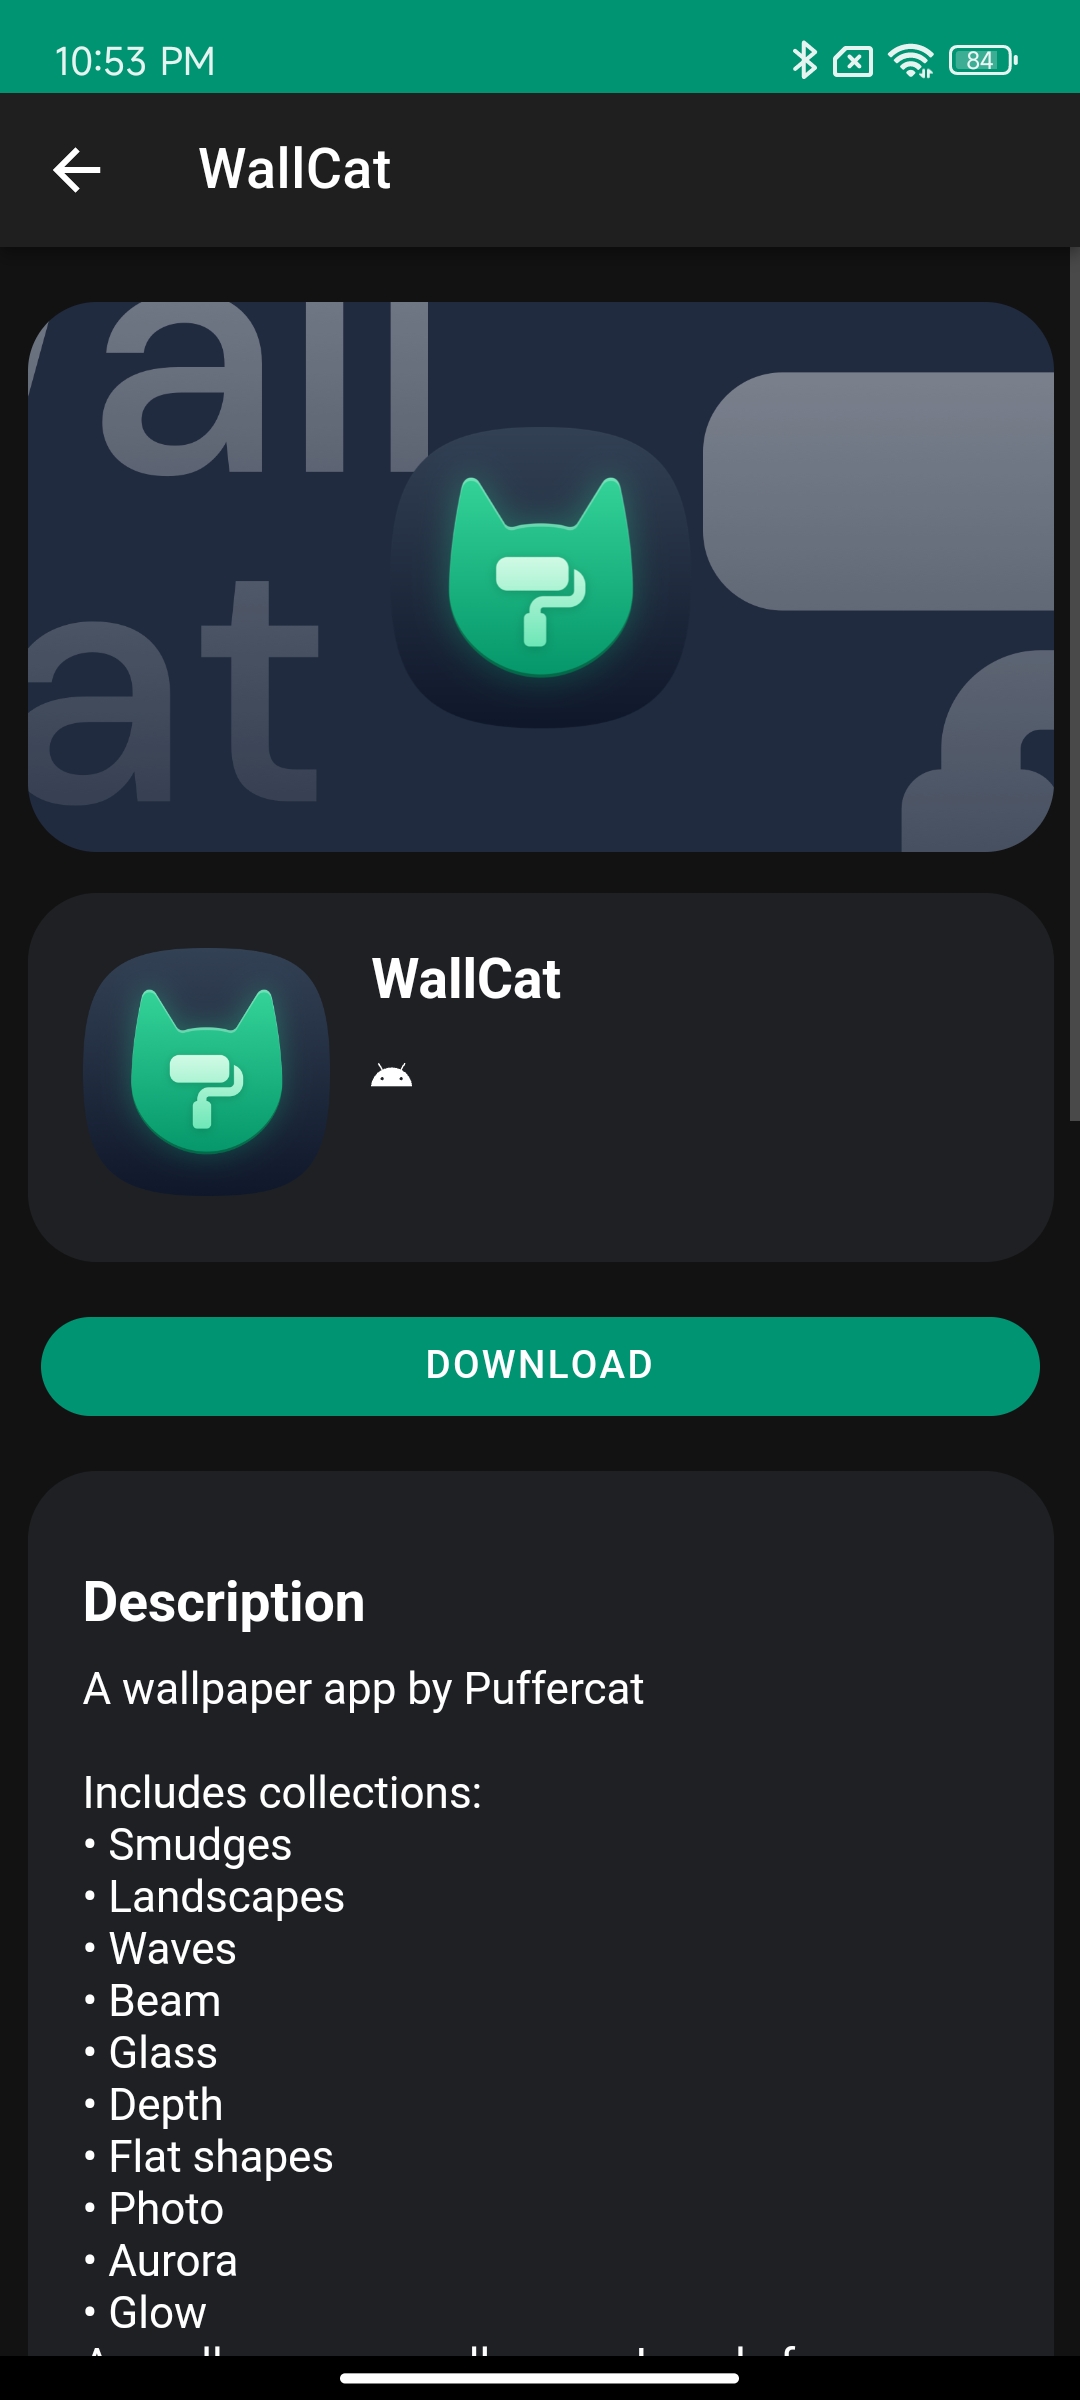 10:53 PM
84
WallCat
all
at
WallCat
DOWNLOAD
Description
A wallpaper app by Puffercat
Includes collections:
• Smudges
• Landscapes
• Waves
• Beam
• Glass
• Depth
• Flat shapes
• Photo
• Aurora
• Glow